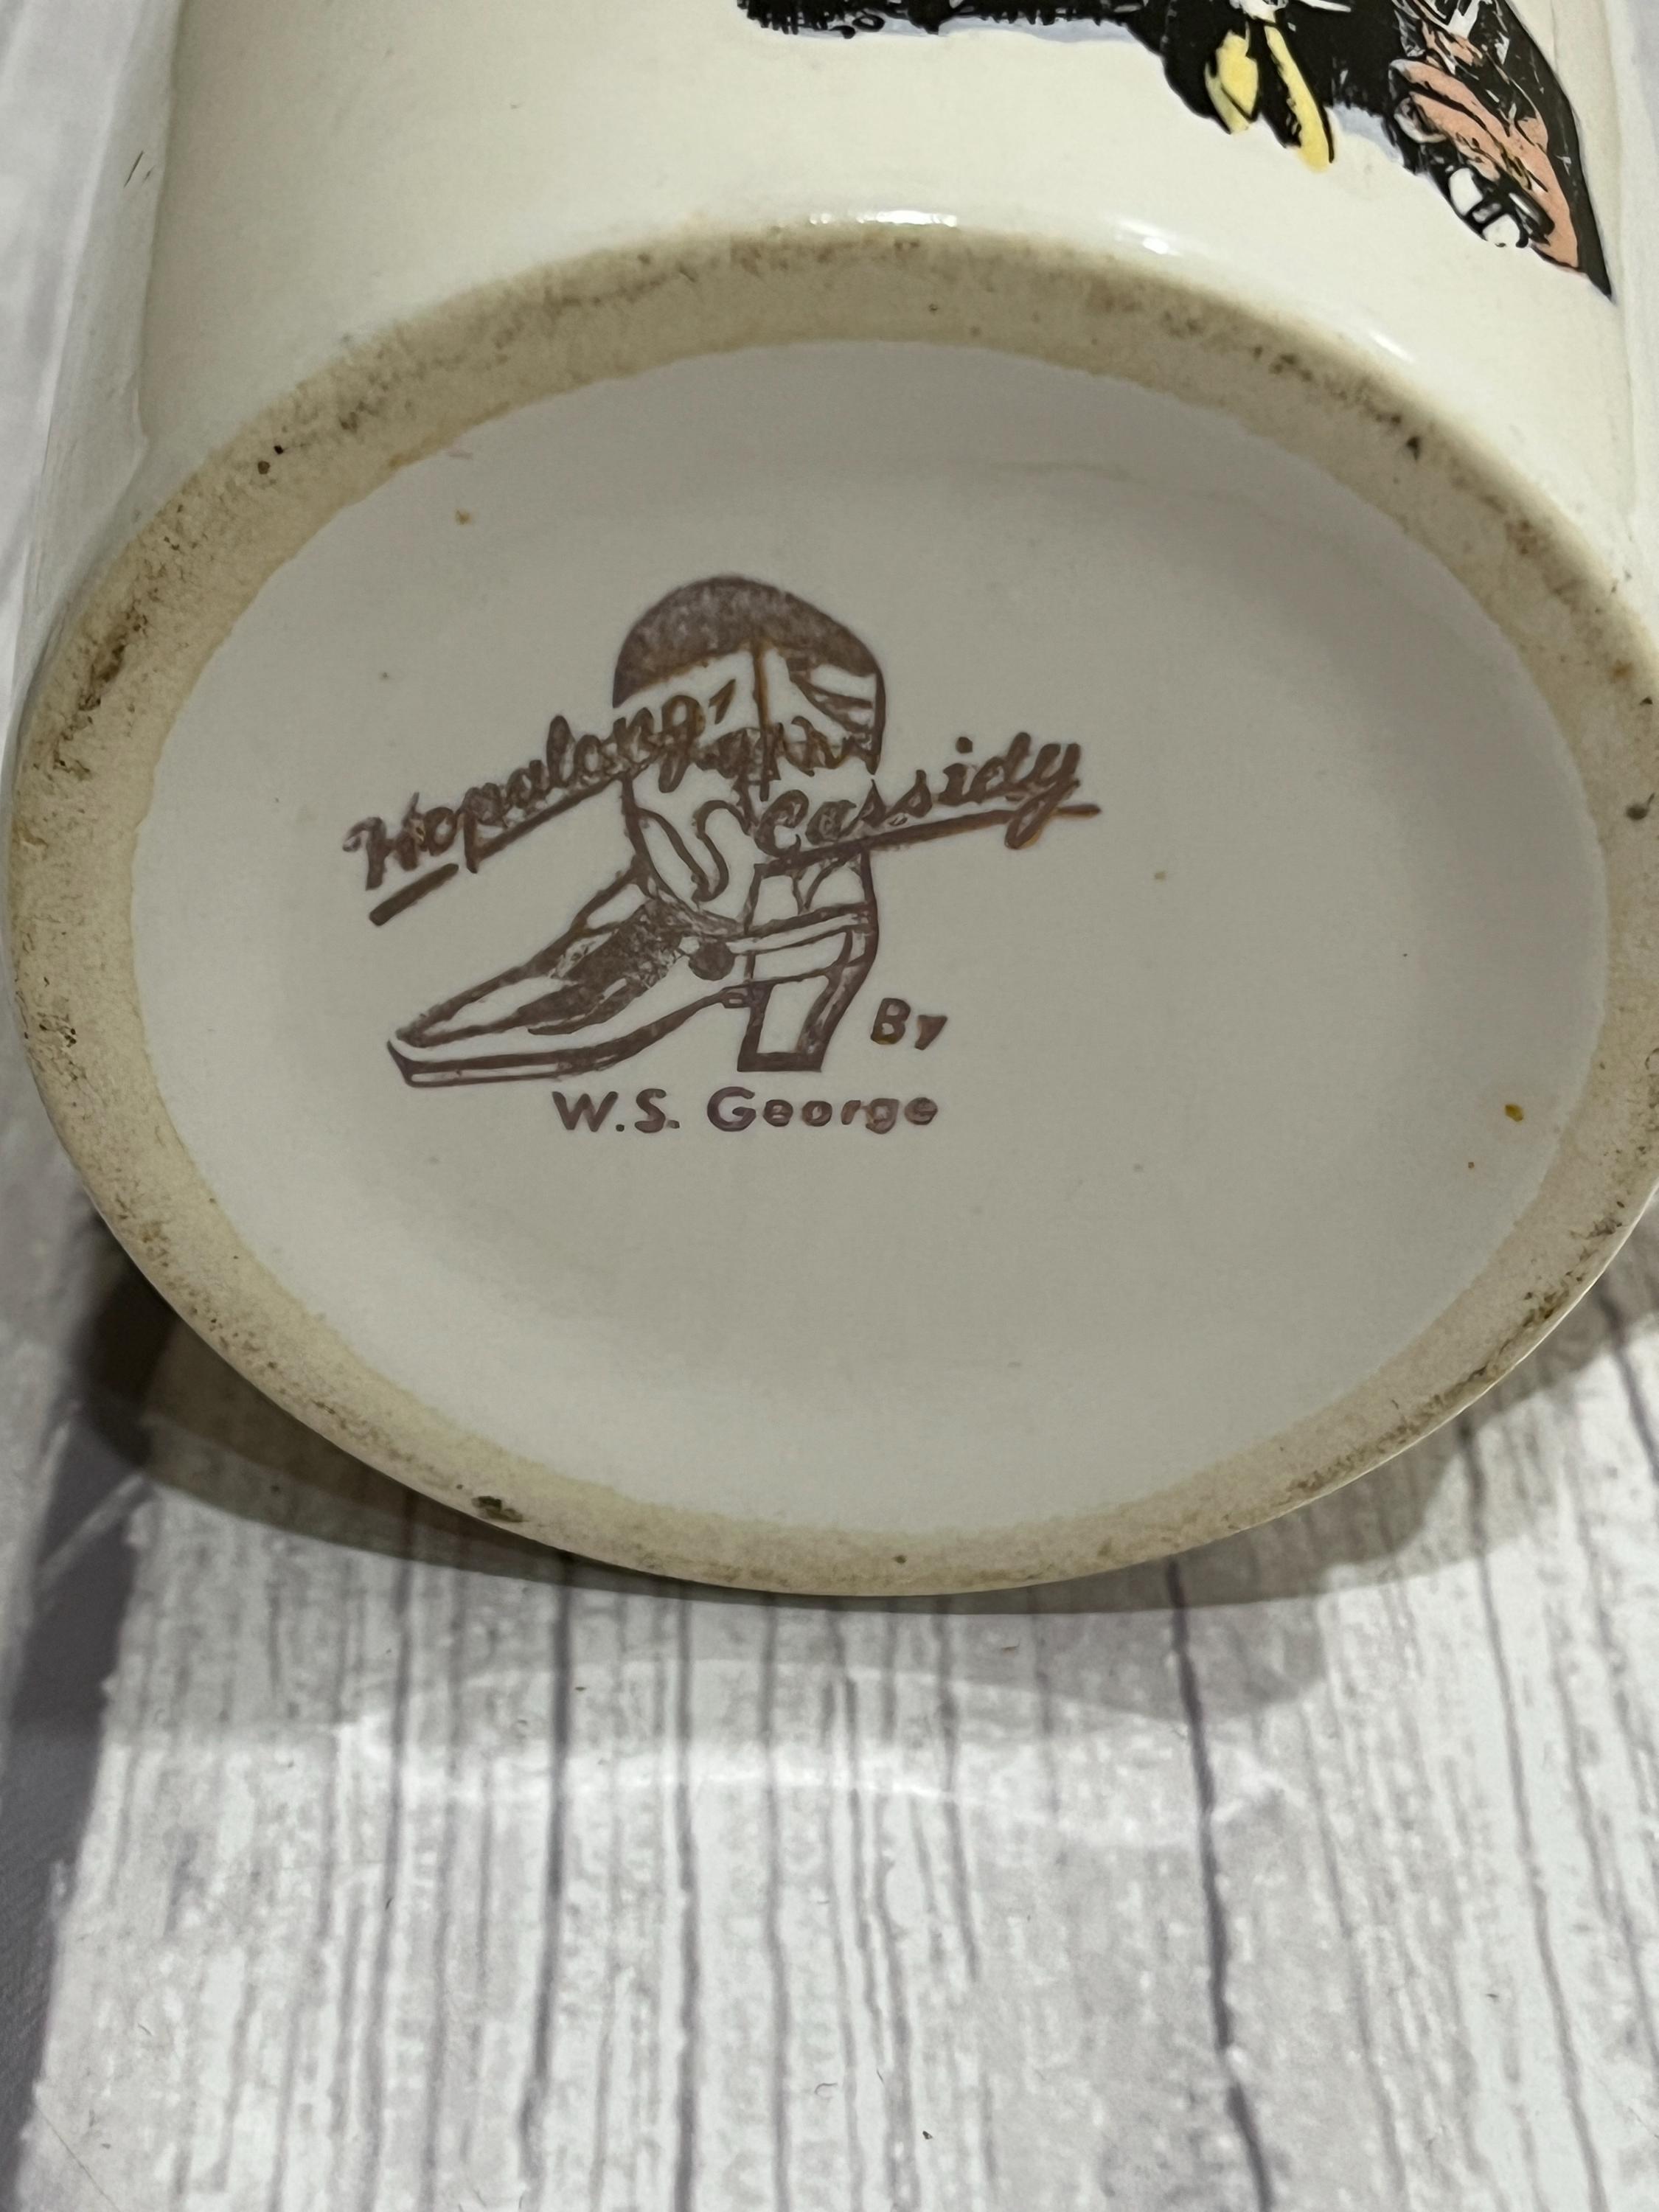 Hopalong
Cassidy
By
W.S. George